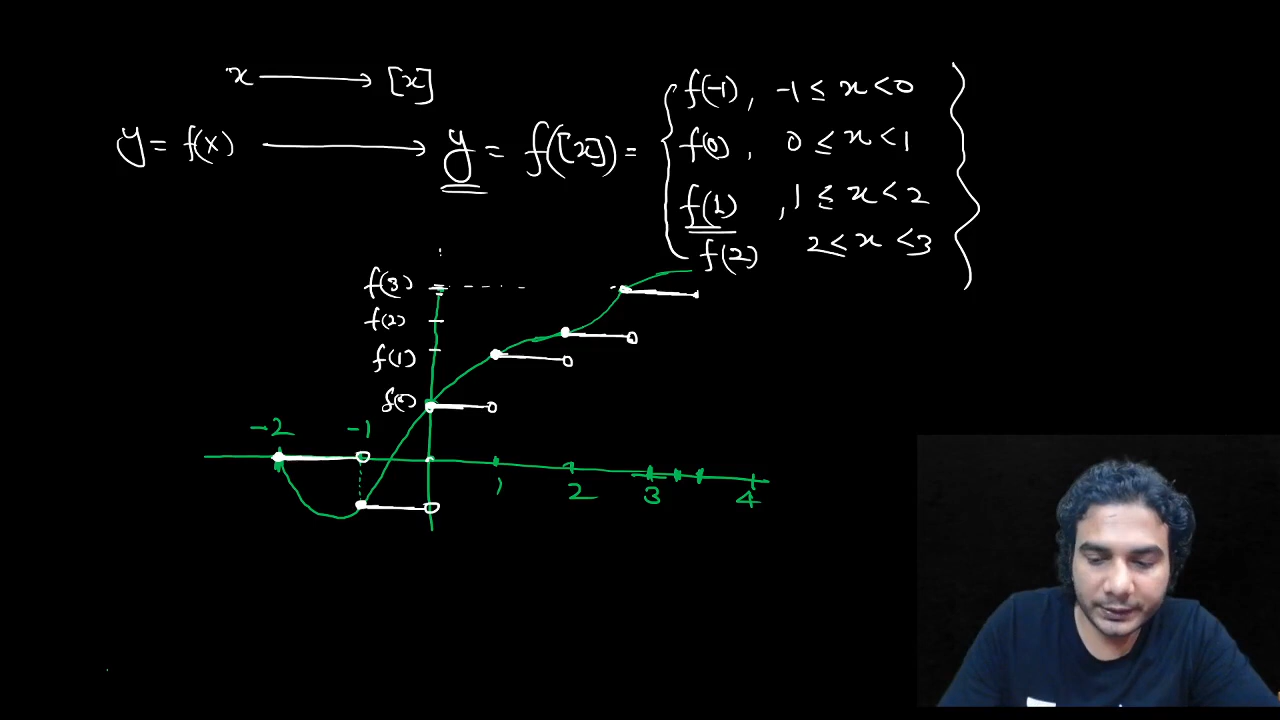 x ⟶ [x]
y = f(x) ⟶ y = f([x]) = { f(-1), -1 ≤ x < 0
f(0), 0 ≤ x < 1
f(1), 1 ≤ x < 2
f(2) 2 ≤ x < 3 }
f(3)
f(2)
f(1)
f(0)
-2 -1
1 2 3 4